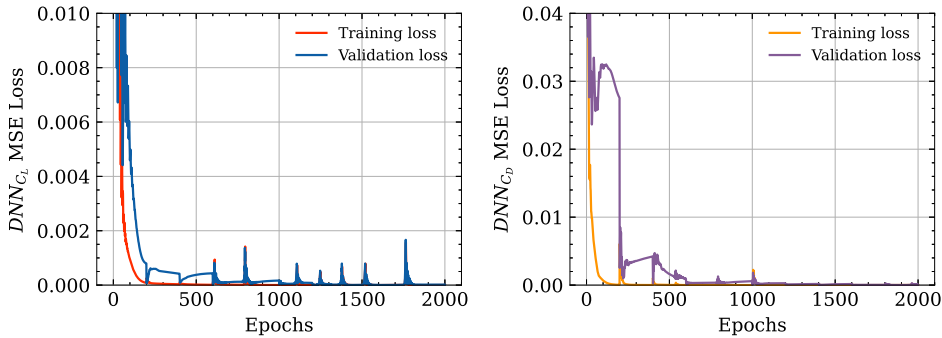 DNN_{C_L} MSE Loss
0.010
0.008
0.006
0.004
0.002
0.000
Training loss
Validation loss
0 500 1000 1500 2000
Epochs
DNN_{C_D} MSE Loss
0.04
0.03
0.02
0.01
0.00
Training loss
Validation loss
0 500 1000 1500 2000
Epochs